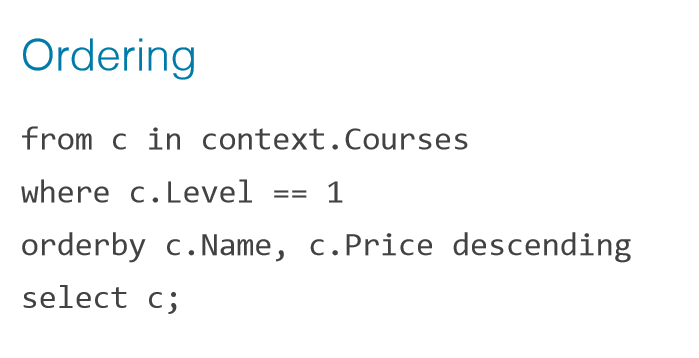 Ordering
from c in context.Courses
where c.Level == 1
orderby c.Name, c.Price descending
select c;